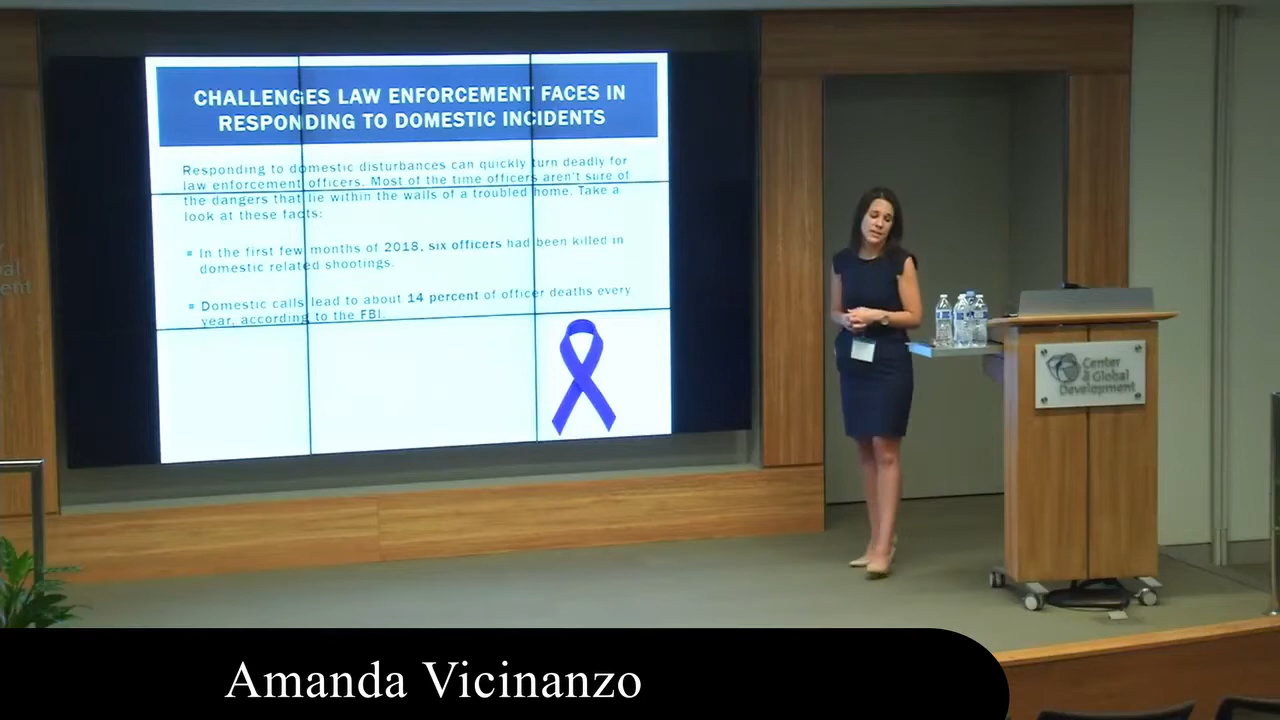 CHALLENGES LAW ENFORCEMENT FACES IN
RESPONDING TO DOMESTIC INCIDENTS
Responding to domestic disturbances can quickly turn deadly for
law enforcement officers. Most of the time officers aren't sure of
the dangers that lie within the walls of a troubled home. Take a
look at these facts:
In the first few months of 2018, six officers had been killed in
domestic related shootings.
Domestic calls lead to about 14 percent of officer deaths every
year, according to the FBI.
Center
for Global
Development
Amanda Vicinanzo